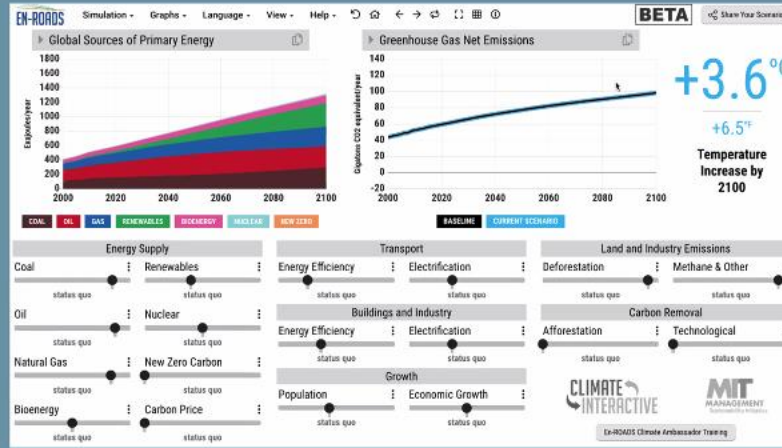 EN-ROADS Simulation Graphs Language View Help BETA Share Your Scenario
Global Sources of Primary Energy
Greenhouse Gas Net Emissions
1800
1600
1400
1200
1000
800
600
400
200
0
Exajoules/year
2000 2020 2040 2060 2080 2100
COAL OIL GAS RENEWABLES BIOENERGY NUCLEAR NEW ZERO
140
120
100
80
60
40
20
0
-20
Gigatons CO2 equivalent/year
2000 2020 2040 2060 2080 2100
BASELINE CURRENT SCENARIO
+3.6°C
+6.5°F
Temperature
Increase by
2100
Energy Supply
Coal Renewables
status quo status quo
Oil Nuclear
status quo status quo
Natural Gas New Zero Carbon
status quo status quo
Bioenergy Carbon Price
status quo status quo
Transport
Energy Efficiency Electrification
status quo status quo
Buildings and Industry
Energy Efficiency Electrification
status quo status quo
Growth
Population Economic Growth
status quo status quo
Land and Industry Emissions
Deforestation Methane & Other
status quo status quo
Carbon Removal
Afforestation Technological
status quo status quo
CLIMATE
INTERACTIVE
MIT
MANAGEMENT
En-ROADS Climate Ambassador Training